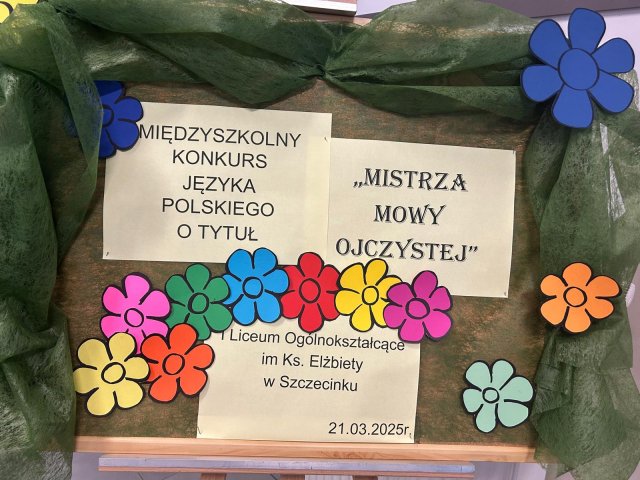 MIĘDZYSZKOLNY
KONKURS
JĘZYKA
POLSKIEGO
O TYTUŁ
„MISTRZA
MOWY
OJCZYSTEJ”
I Liceum Ogólnokształcące
im Ks. Elżbiety
w Szczecinku
21.03.2025r.